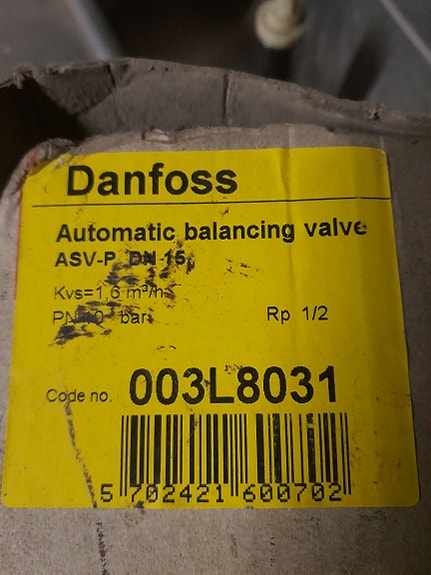 Danfoss
Automatic balancing valve
ASV-P DN 15
Kvs=1,6 m³/h
bar
Rp 1/2
Code no. 003L8031
5 702421 600702